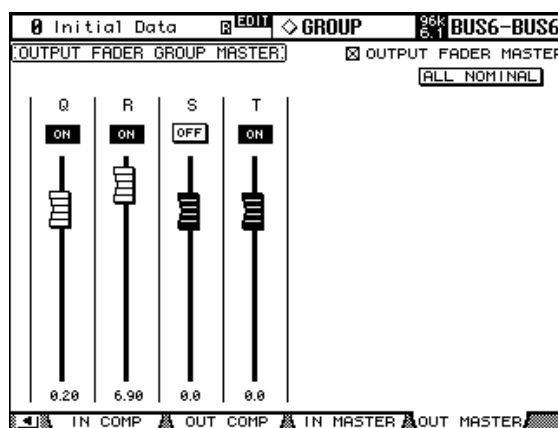 0 Initial Data EDIT GROUP 96k 6.1 BUS6-BUS6
OUTPUT FADER GROUP MASTER
OUTPUT FADER MASTER
ALL NOMINAL
Q R S T
ON ON OFF ON
0.20 6.90 0.0 0.0
IN COMP OUT COMP IN MASTER OUT MASTER